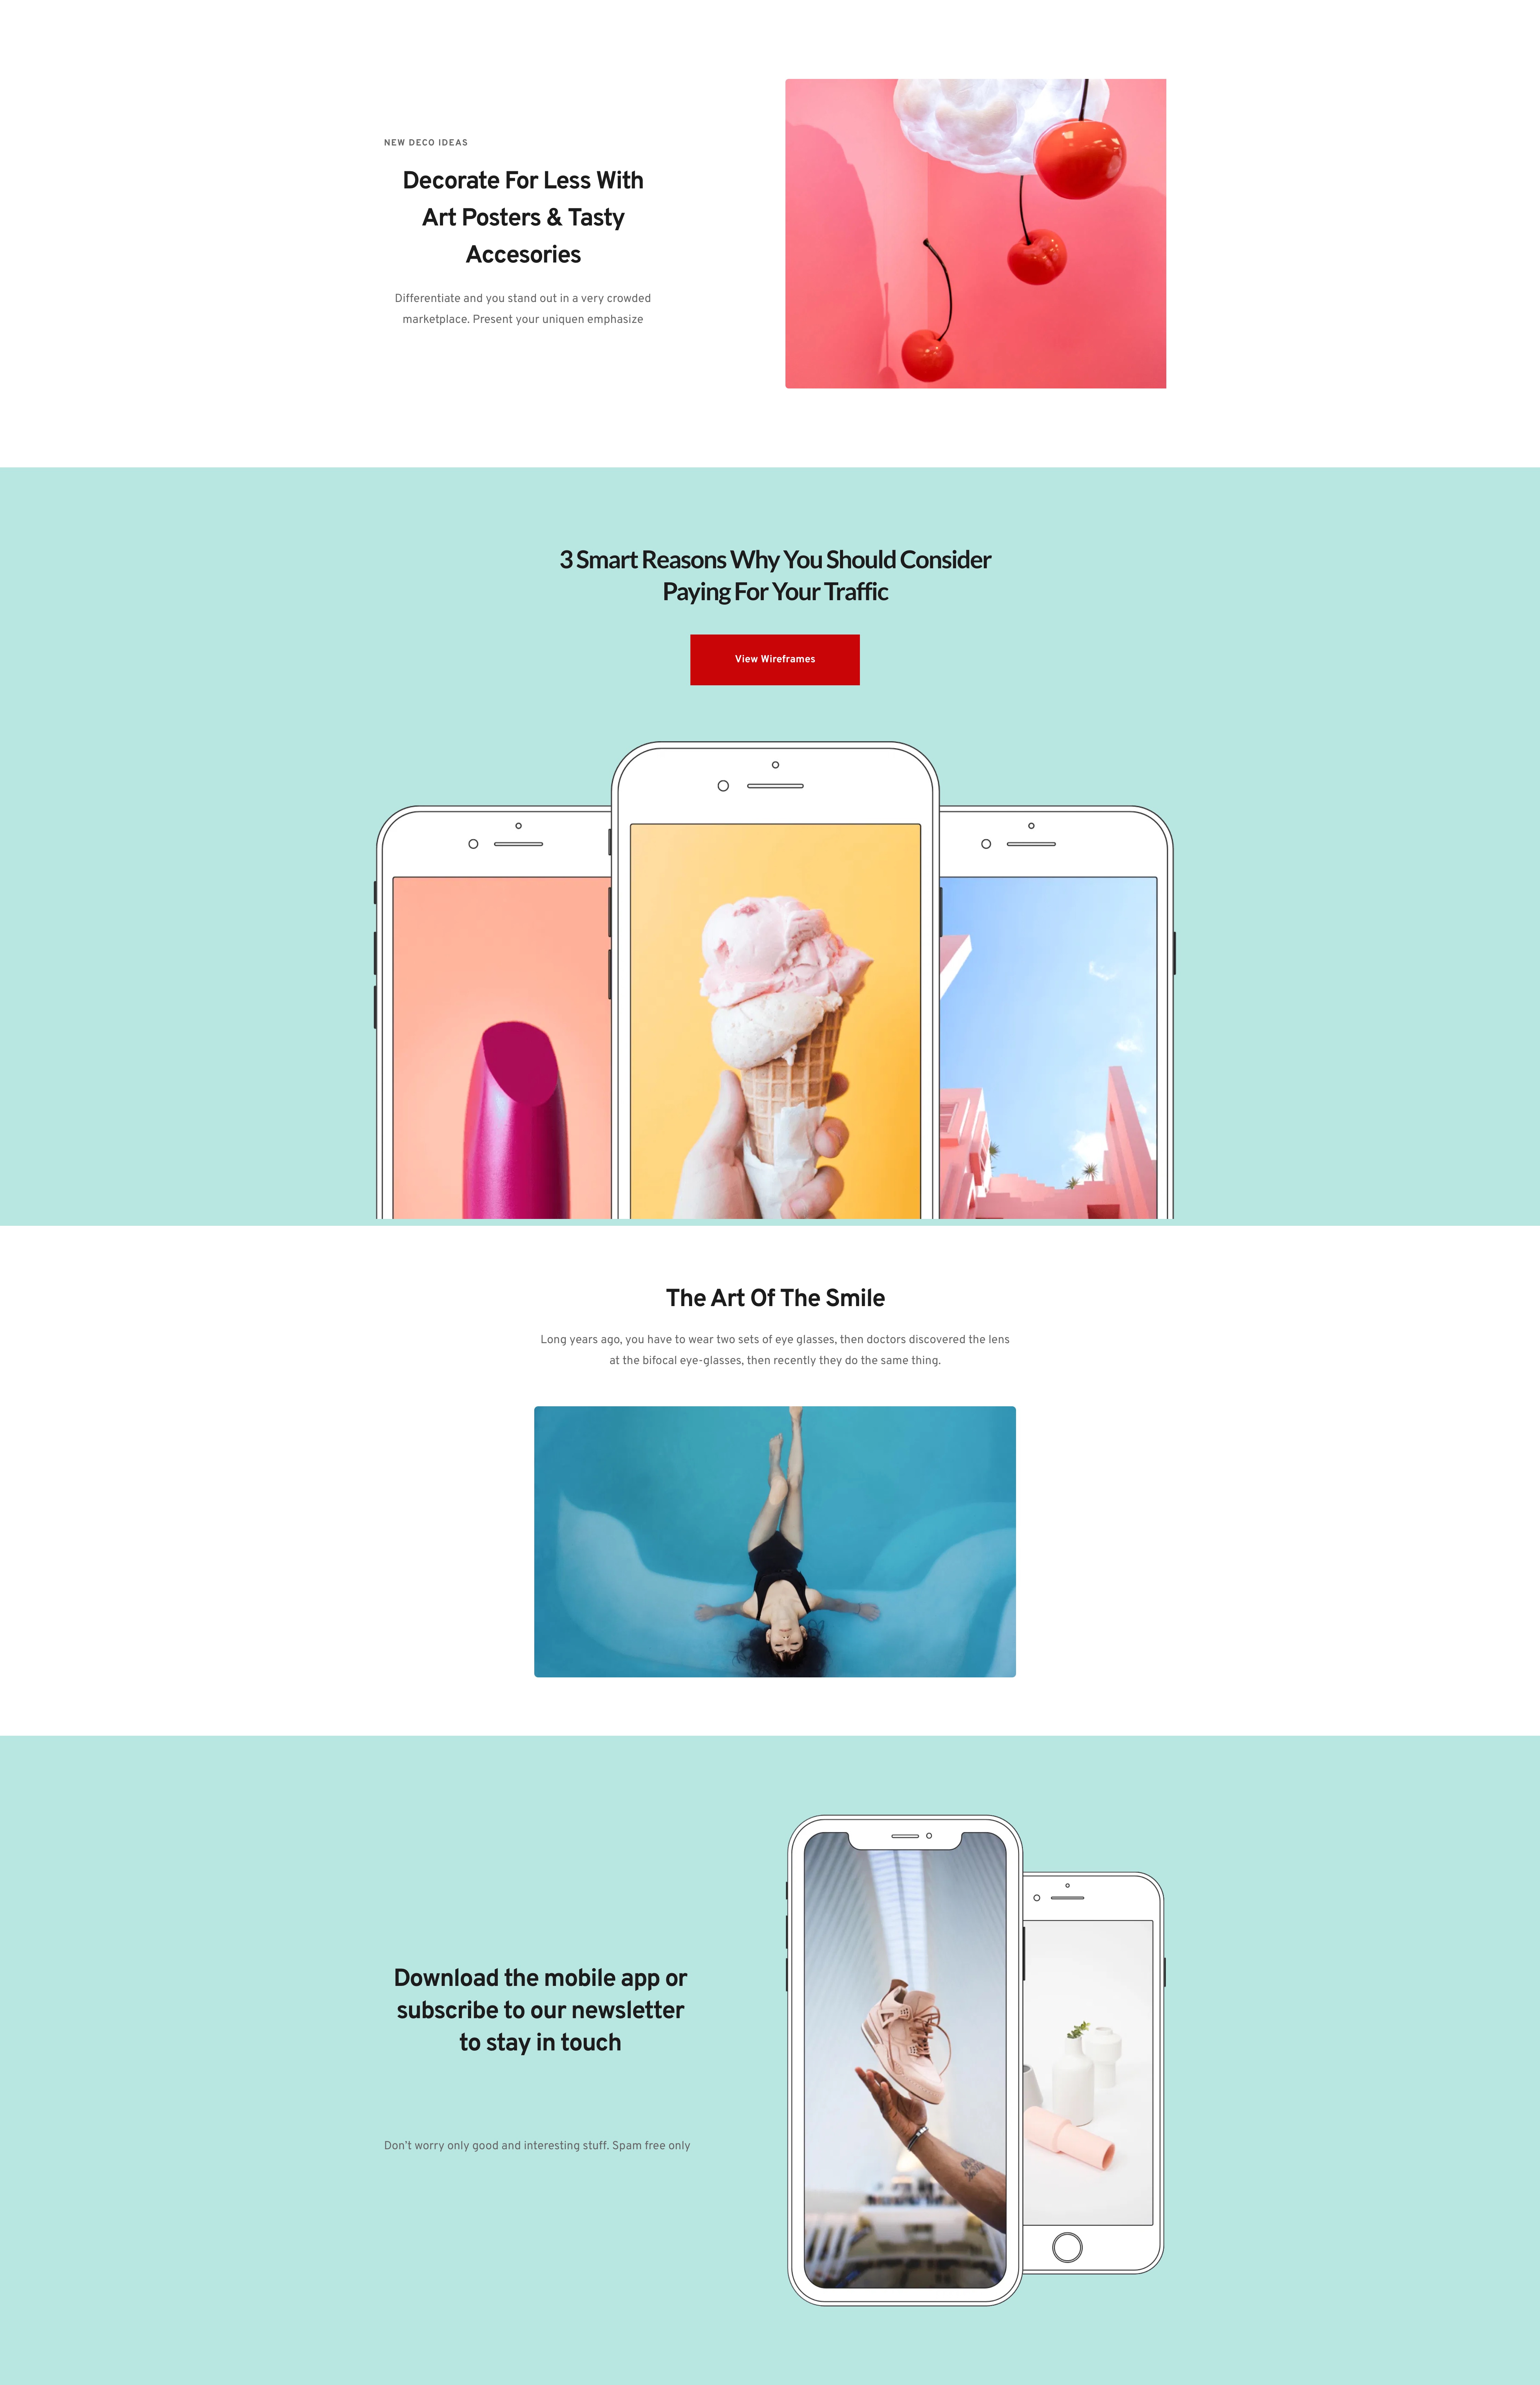 NEW DECO IDEAS
Decorate For Less With
Art Posters & Tasty
Accesories
Differentiate and you stand out in a very crowded
marketplace. Present your uniquen emphasize
3 Smart Reasons Why You Should Consider
Paying For Your Traffic
View Wireframes
The Art Of The Smile
Long years ago, you have to wear two sets of eye glasses, then doctors discovered the lens
at the bifocal eye-glasses, then recently they do the same thing.
Download the mobile app or
subscribe to our newsletter
to stay in touch
Don't worry only good and interesting stuff. Spam free only